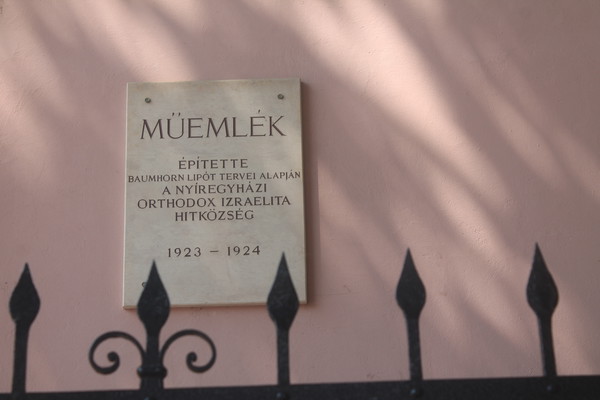 MŰEMLÉK
ÉPÍTETTE
BAUMHORN LIPÓT TERVEI ALAPJÁN
A NYÍREGYHÁZI
ORTHODOX IZRAELITA
HITKÖZSÉG
1923 – 1924